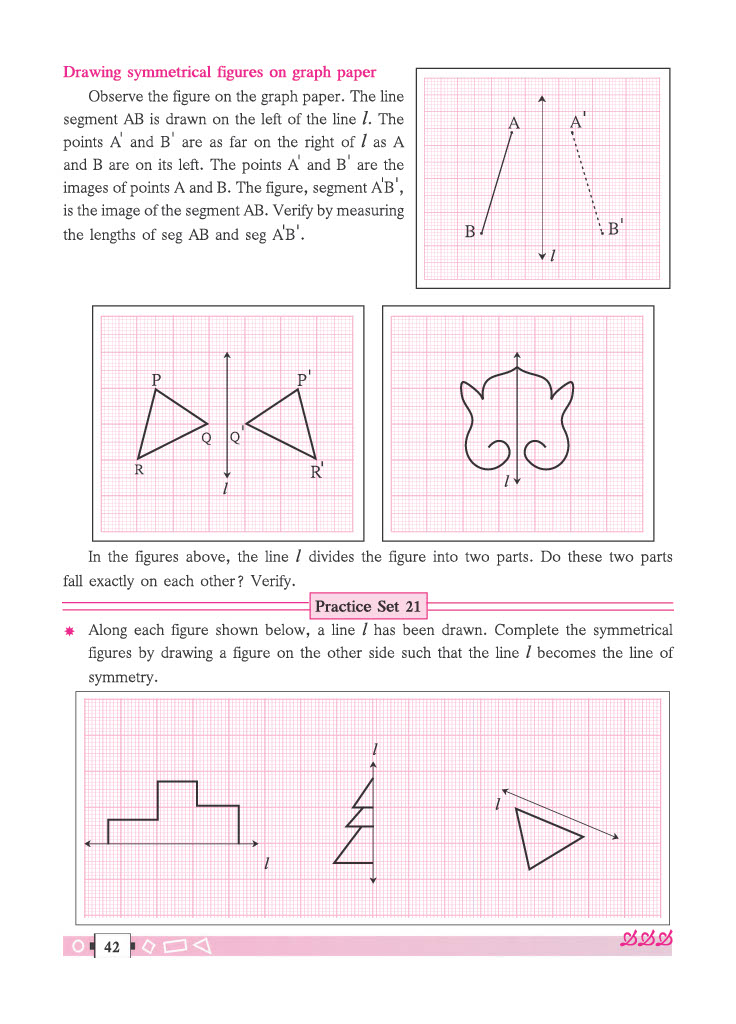 Drawing symmetrical figures on graph paper
Observe the figure on the graph paper. The line
segment AB is drawn on the left of the line l. The
points A' and B' are as far on the right of l as A
and B are on its left. The points A' and B' are the
images of points A and B. The figure, segment A'B',
is the image of the segment AB. Verify by measuring
the lengths of seg AB and seg A'B'.
A A'
B B'
l
P P'
Q Q'
R R'
l
l
In the figures above, the line l divides the figure into two parts. Do these two parts
fall exactly on each other? Verify.
Practice Set 21
Along each figure shown below, a line l has been drawn. Complete the symmetrical
figures by drawing a figure on the other side such that the line l becomes the line of
symmetry.
l
l
l
42